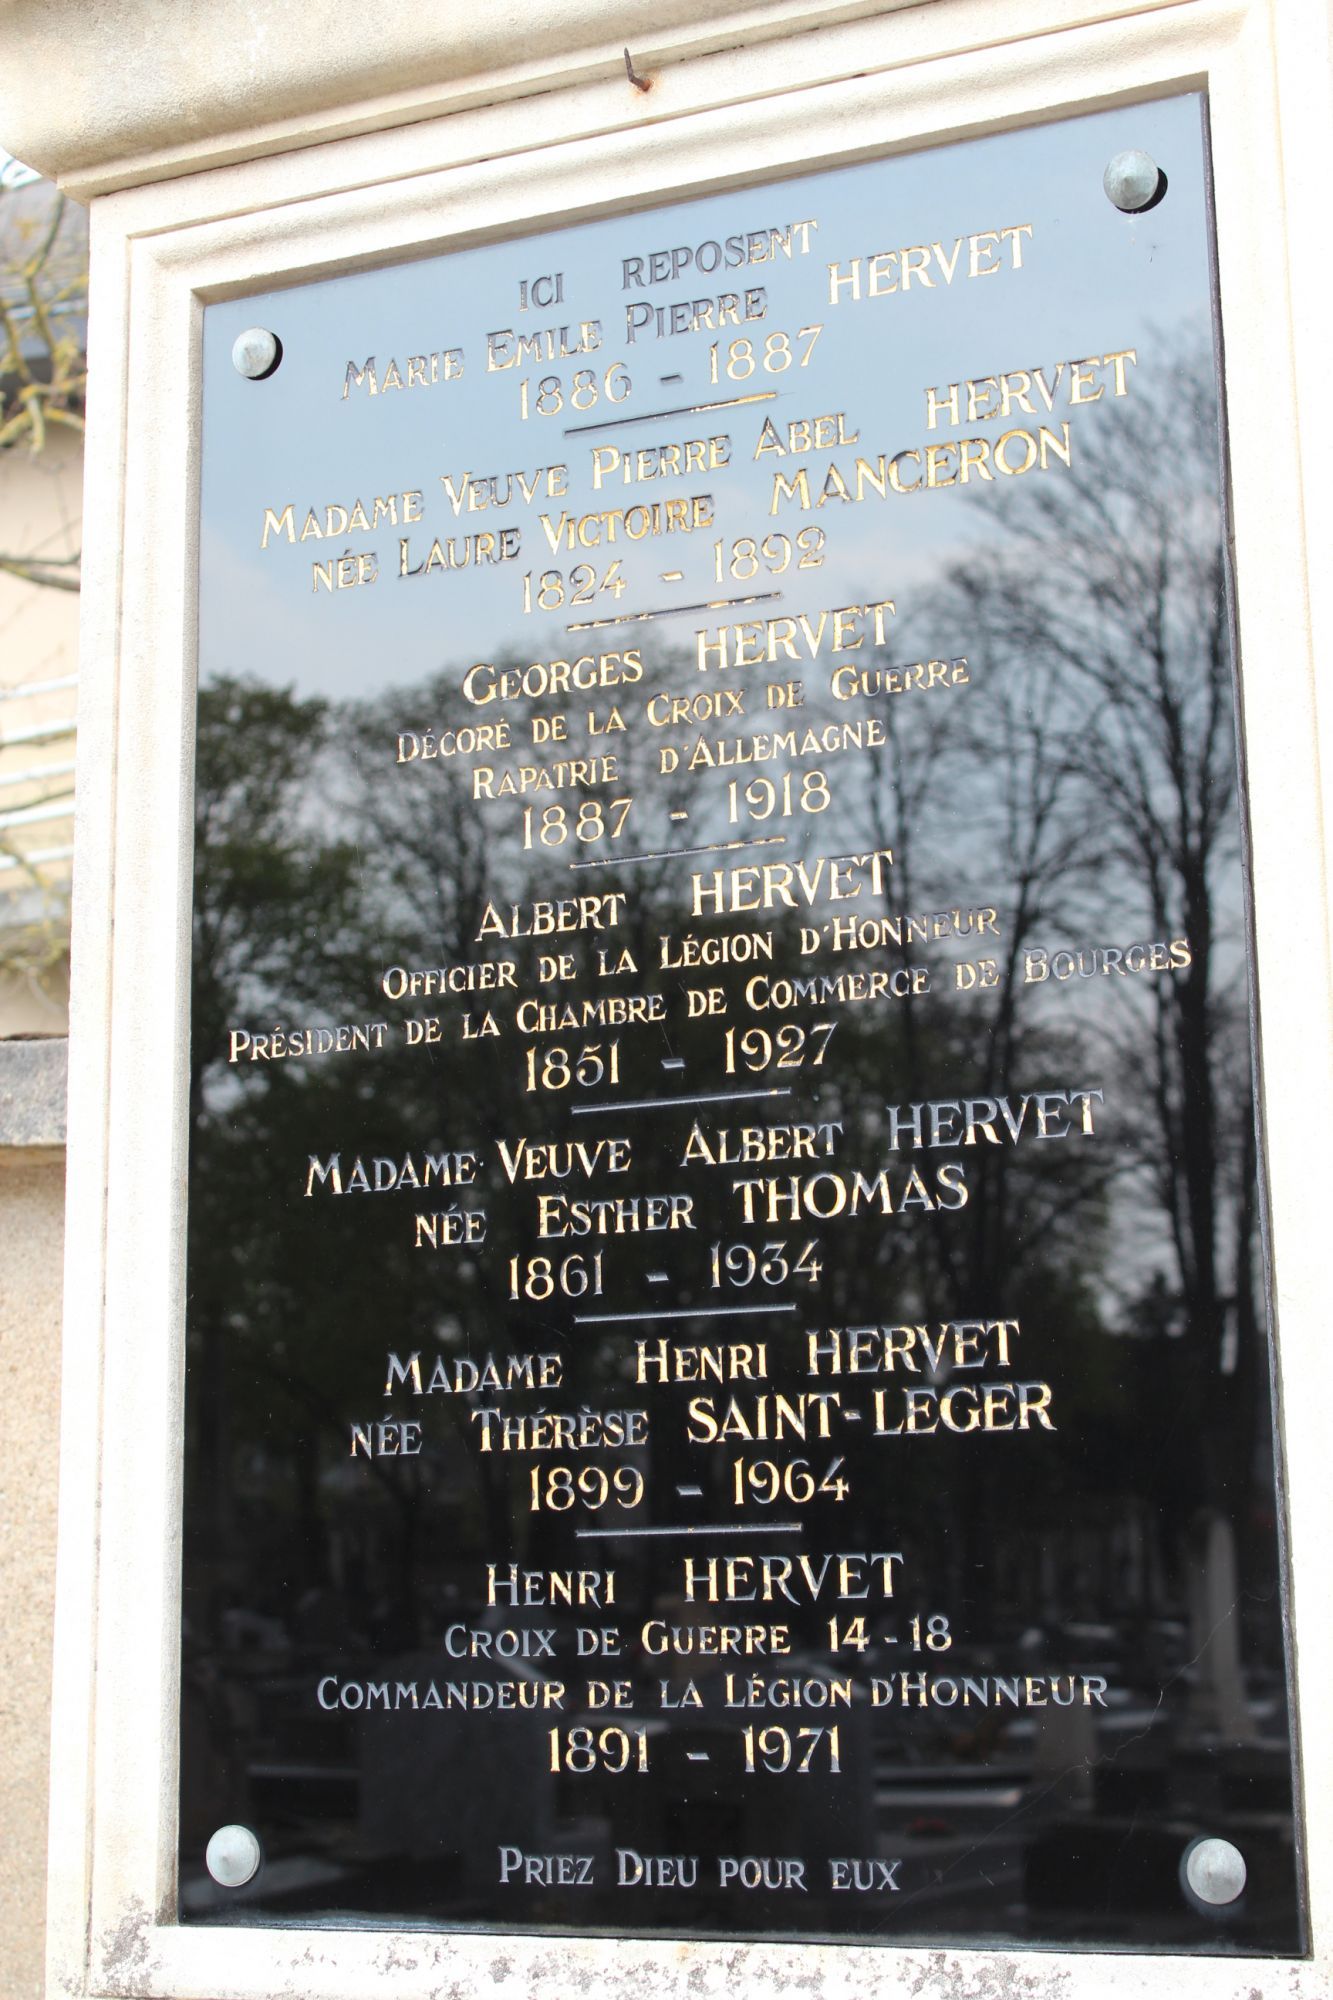 ICI REPOSENT
MARIE EMILE PIERRE HERVET
1886 - 1887
MADAME VEUVE PIERRE ABEL HERVET
NÉE LAURE VICTOIRE MANCERON
1824 - 1892
GEORGES HERVET
DÉCORÉ DE LA CROIX DE GUERRE
RAPATRIÉ D'ALLEMAGNE
1887 - 1918
ALBERT HERVET
OFFICIER DE LA LÉGION D'HONNEUR
PRÉSIDENT DE LA CHAMBRE DE COMMERCE DE BOURGES
1851 - 1927
MADAME VEUVE ALBERT HERVET
NÉE ESTHER THOMAS
1861 - 1934
MADAME HENRI HERVET
NÉE THÉRÈSE SAINT-LEGER
1899 - 1964
HENRI HERVET
CROIX DE GUERRE 14-18
COMMANDEUR DE LA LÉGION D'HONNEUR
1891 - 1971
PRIEZ DIEU POUR EUX